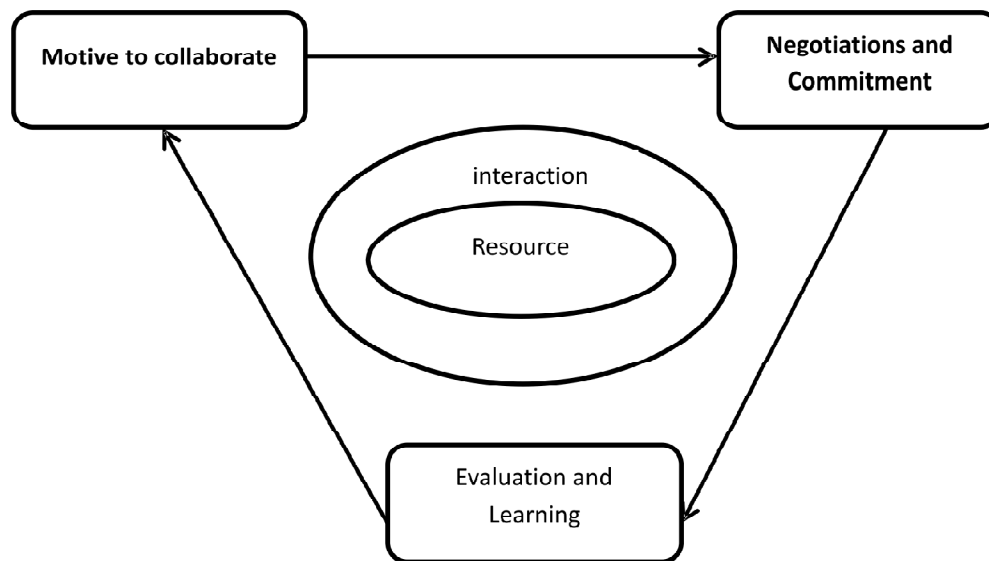 Motive to collaborate
Negotiations and
Commitment
interaction
Resource
Evaluation and
Learning